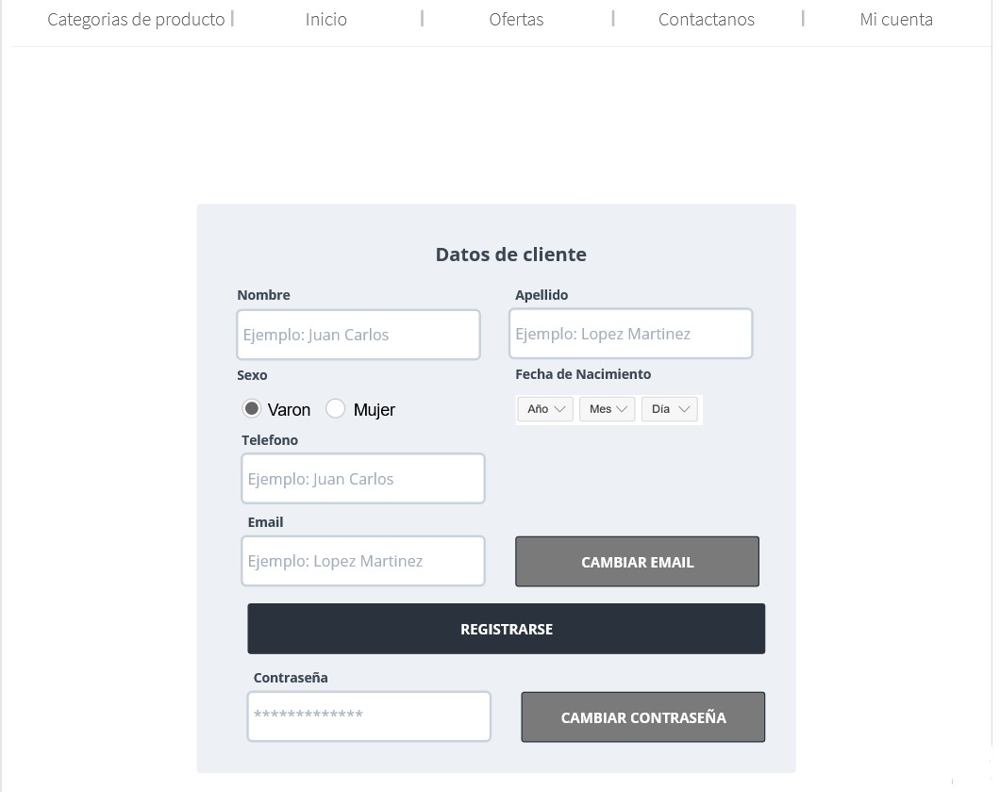 Categorias de producto | Inicio | Ofertas | Contactanos | Mi cuenta
Datos de cliente
Nombre Apellido
Ejemplo: Juan Carlos Ejemplo: Lopez Martinez
Sexo Fecha de Nacimiento
Varon Mujer Año Mes Día
Telefono
Ejemplo: Juan Carlos
Email
Ejemplo: Lopez Martinez CAMBIAR EMAIL
REGISTRARSE
Contraseña
************* CAMBIAR CONTRASEÑA